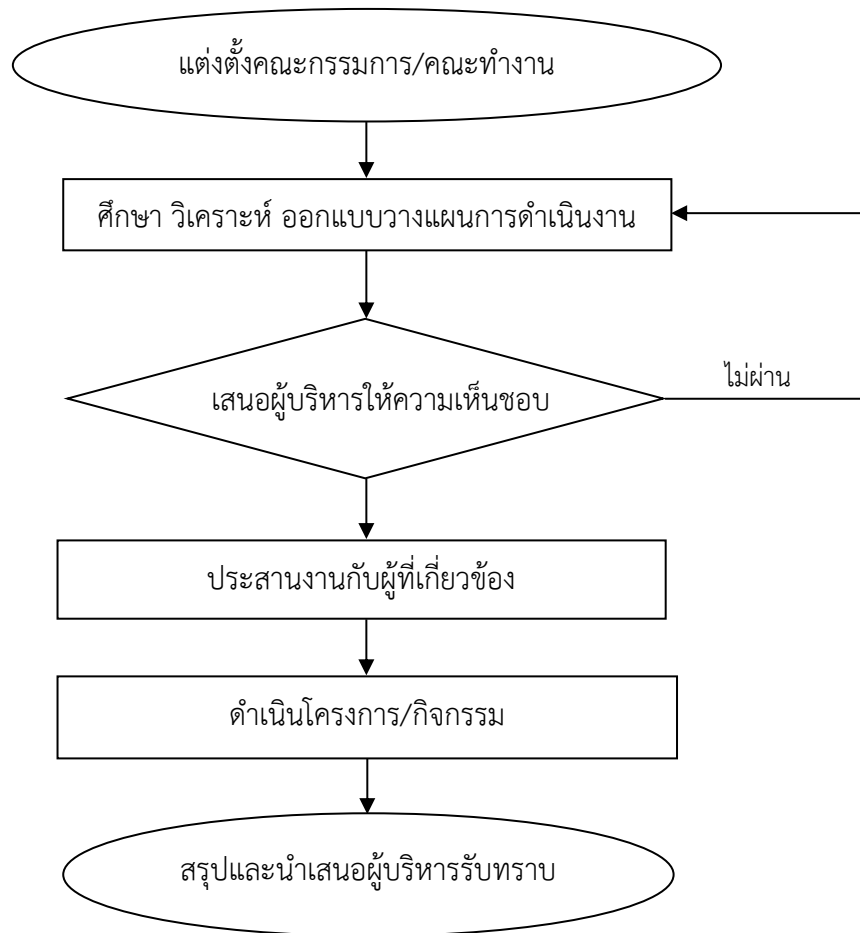 แต่งตั้งคณะกรรมการ/คณะทำงาน
ศึกษา วิเคราะห์ ออกแบบวางแผนการดำเนินงาน
เสนอผู้บริหารให้ความเห็นชอบ
ไม่ผ่าน
ประสานงานกับผู้ที่เกี่ยวข้อง
ดำเนินโครงการ/กิจกรรม
สรุปและนำเสนอผู้บริหารรับทราบ